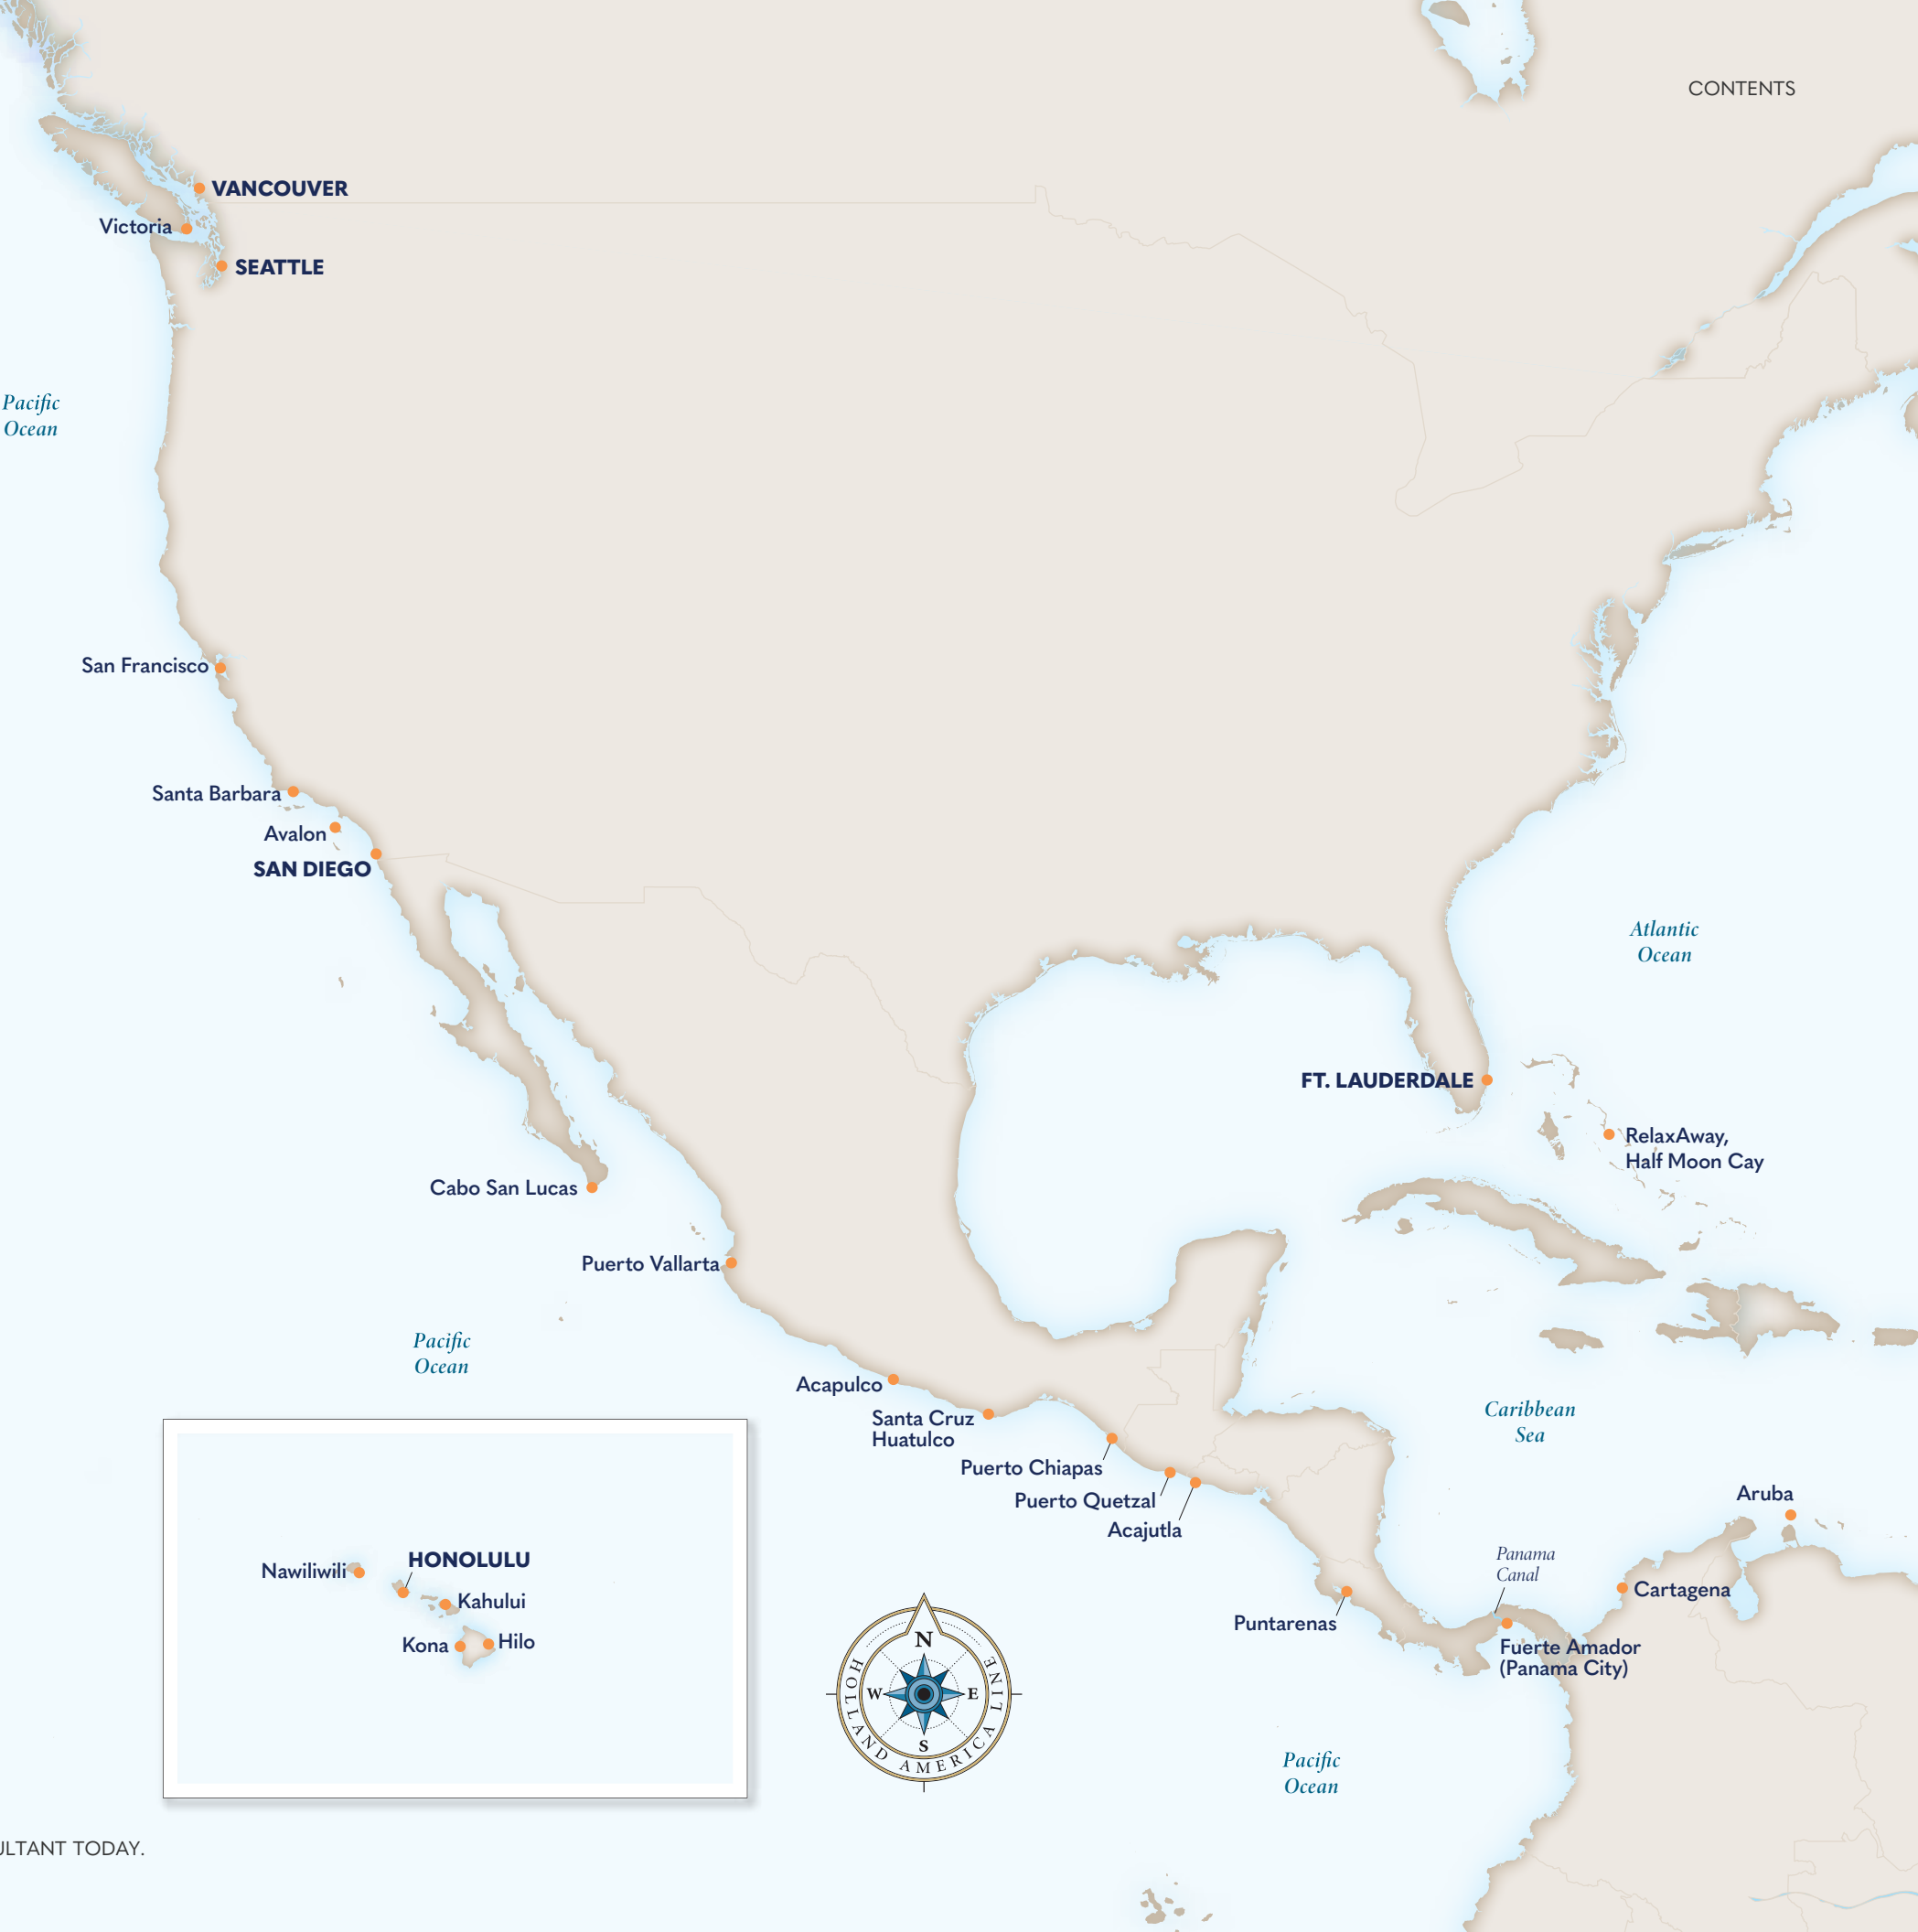 CONTENTS
VANCOUVER
Victoria
SEATTLE
Pacific
Ocean
San Francisco
Santa Barbara
Avalon
SAN DIEGO
Atlantic
Ocean
FT. LAUDERDALE
RelaxAway,
Half Moon Cay
Cabo San Lucas
Puerto Vallarta
Pacific
Ocean
Acapulco
Santa Cruz
Huatulco
Caribbean
Sea
Puerto Chiapas
Puerto Quetzal
Acajutla
Aruba
Panama
Canal
Cartagena
Puntarenas
Fuerte Amador
(Panama City)
HONOLULU
Nawiliwili
Kahului
Kona
Hilo
N
W
E
S
HOLLAND AMERICA LINE
Pacific
Ocean
ULTANT TODAY.